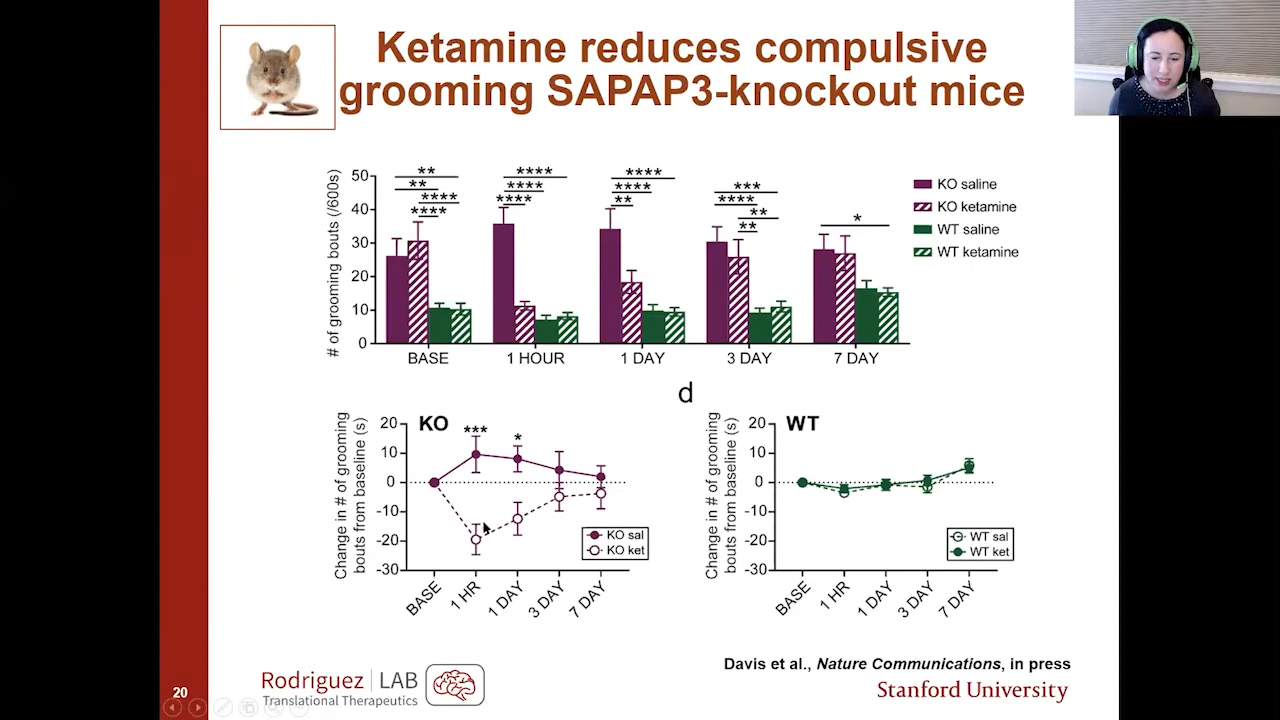 Ketamine reduces compulsive
grooming SAPAP3-knockout mice
# of grooming bouts (/600s)
50
40
30
20
10
0
** ** **** ****
**** **** ****
**** **** **
*** **** ** **
*
BASE 1 HOUR 1 DAY 3 DAY 7 DAY
KO saline
KO ketamine
WT saline
WT ketamine
d
Change in # of grooming
bouts from baseline (s)
20
10
0
-10
-20
-30
KO
***
*
KO sal
KO ket
BASE 1 HR 1 DAY 3 DAY 7 DAY
Change in # of grooming
bouts from baseline (s)
20
10
0
-10
-20
-30
WT
WT sal
WT ket
BASE 1 HR 1 DAY 3 DAY 7 DAY
Davis et al., Nature Communications, in press
Stanford University
Rodriguez | LAB
Translational Therapeutics
20